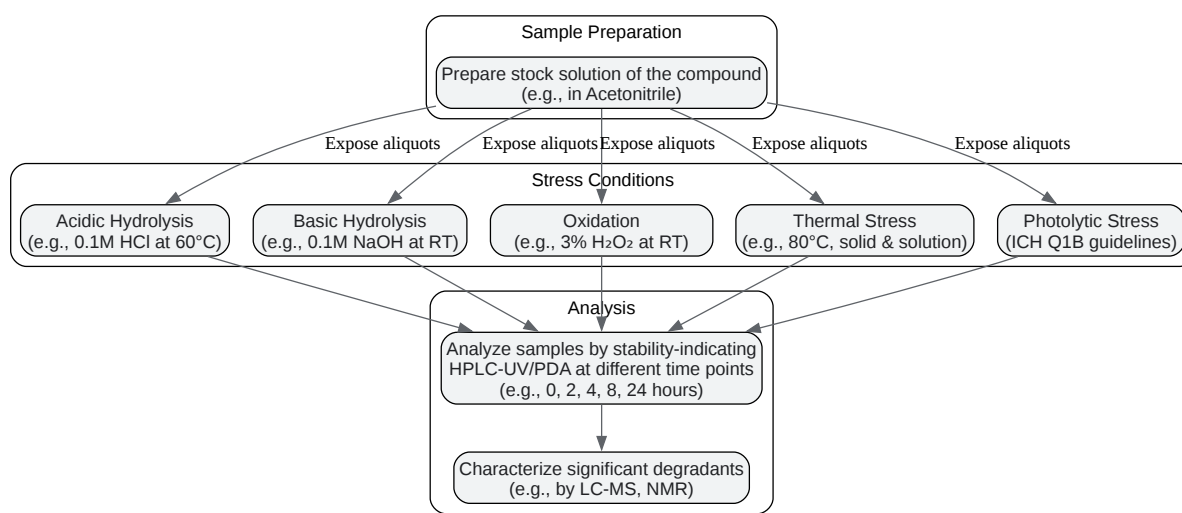 Sample Preparation
Prepare stock solution of the compound
(e.g., in Acetonitrile)
Expose aliquots
Expose aliquots
Expose aliquots
Expose aliquots
Expose aliquots
Stress Conditions
Acidic Hydrolysis
(e.g., 0.1M HCl at 60°C)
Basic Hydrolysis
(e.g., 0.1M NaOH at RT)
Oxidation
(e.g., 3% H₂O₂ at RT)
Thermal Stress
(e.g., 80°C, solid & solution)
Photolytic Stress
(ICH Q1B guidelines)
Analysis
Analyze samples by stability-indicating
HPLC-UV/PDA at different time points
(e.g., 0, 2, 4, 8, 24 hours)
Characterize significant degradants
(e.g., by LC-MS, NMR)